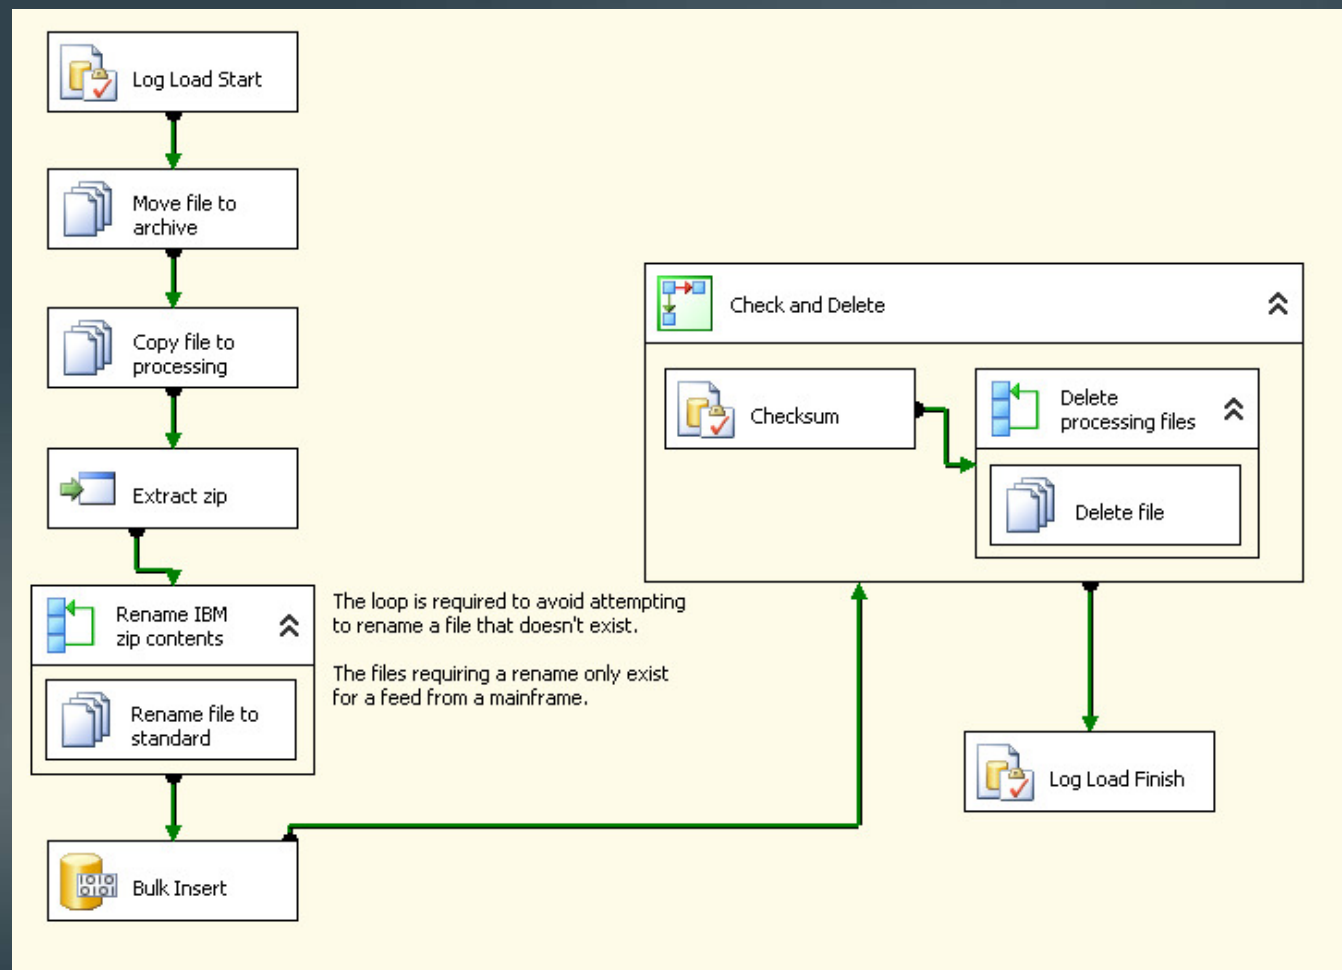 Log Load Start
Move file to
archive
Copy file to
processing
Extract zip
Rename IBM
zip contents
Rename file to
standard
Bulk Insert
The loop is required to avoid attempting
to rename a file that doesn't exist.
The files requiring a rename only exist
for a feed from a mainframe.
Check and Delete
Checksum
Delete
processing files
Delete file
Log Load Finish